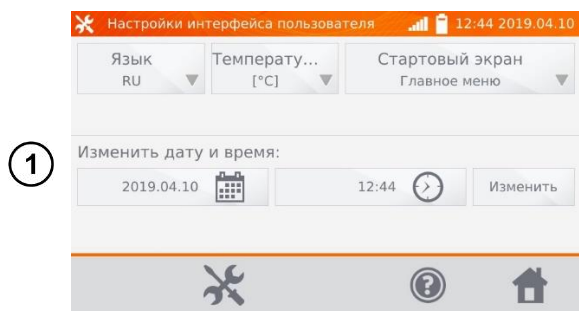 Настройки интерфейса пользователя 12:44 2019.04.10
Язык Температу... Стартовый экран
RU [°C] Главное меню
1 Изменить дату и время:
2019.04.10 12:44 Изменить
?